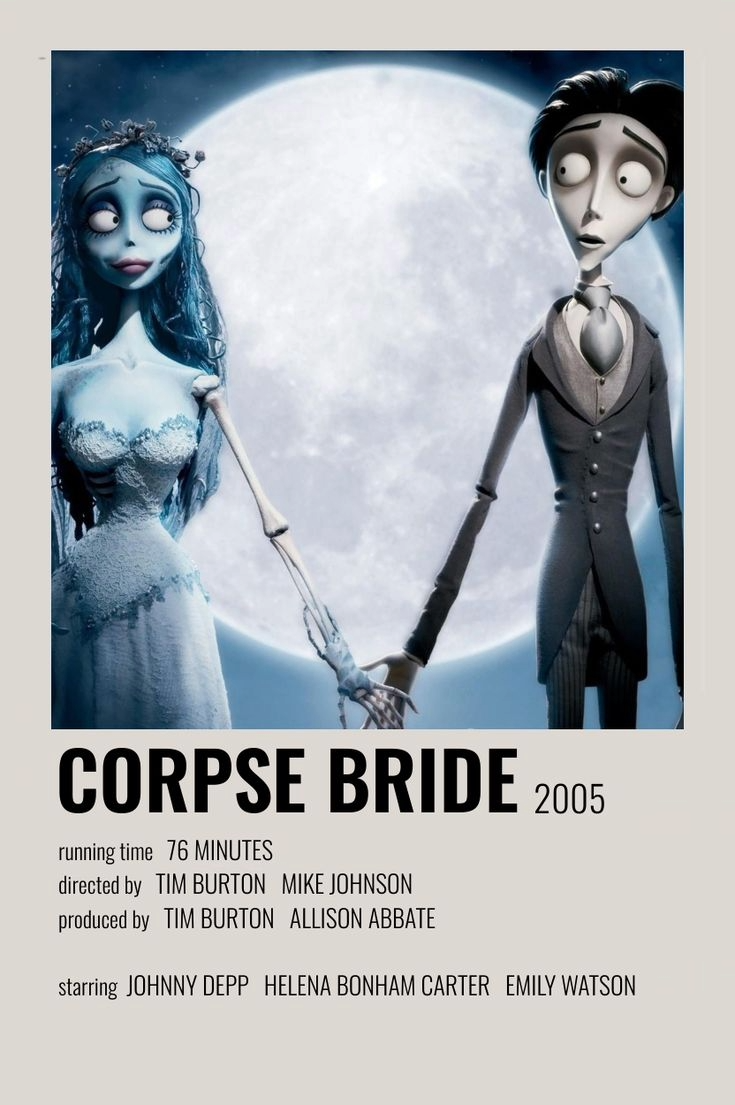 CORPSE BRIDE 2005
running time 76 MINUTES
directed by TIM BURTON MIKE JOHNSON
produced by TIM BURTON ALLISON ABBATE
starring JOHNNY DEPP HELENA BONHAM CARTER EMILY WATSON